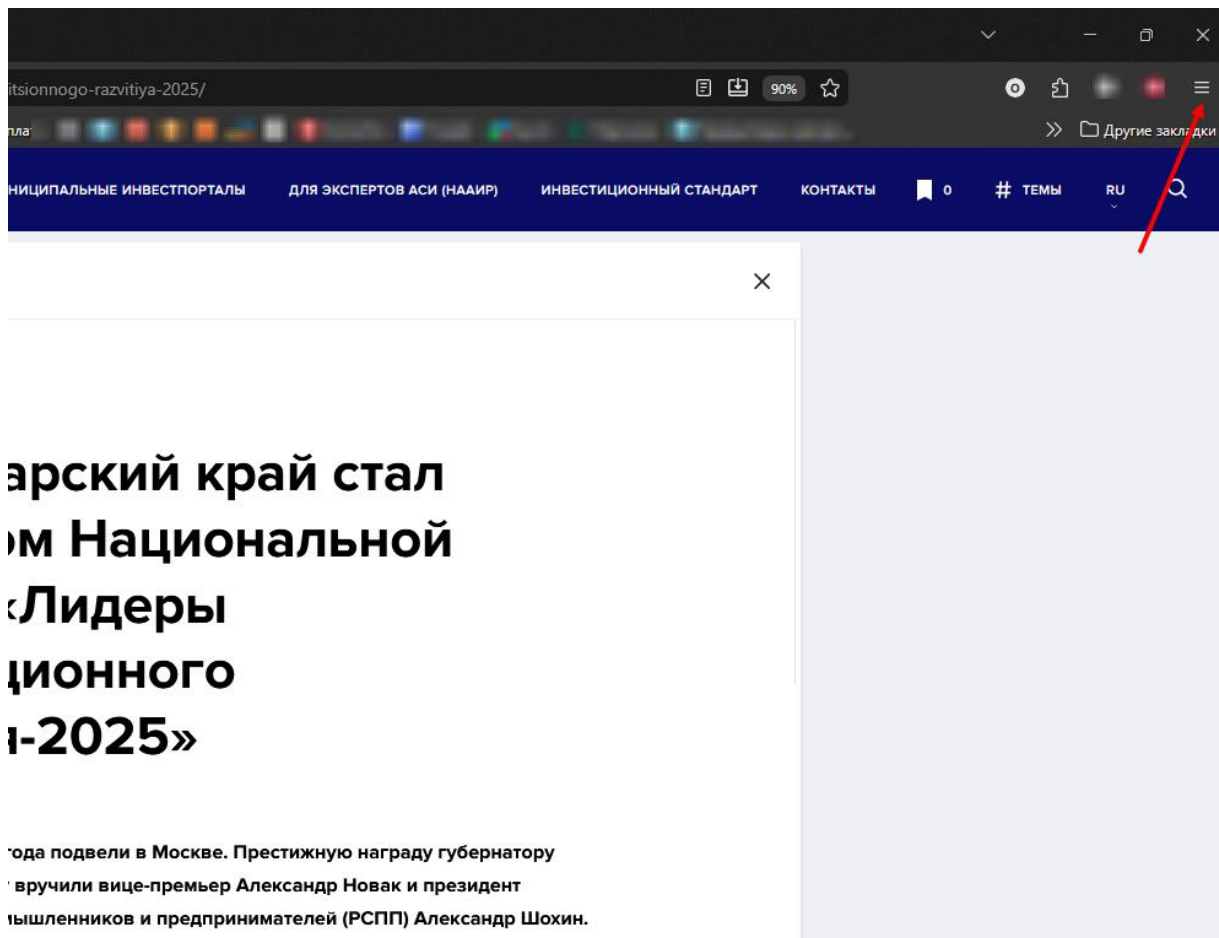 itsionnogo-razvitiya-2025/
90%
пла
Другие закладки
НИЦИПАЛЬНЫЕ ИНВЕСТПОРТАЛЫ ДЛЯ ЭКСПЕРТОВ АСИ (НААИР) ИНВЕСТИЦИОННЫЙ СТАНДАРТ КОНТАКТЫ 0 # ТЕМЫ RU
арский край стал
ом Национальной
«Лидеры
ционного
я-2025»
года подвели в Москве. Престижную награду губернатору
вручили вице-премьер Александр Новак и президент
мышленников и предпринимателей (РСПП) Александр Шохин.